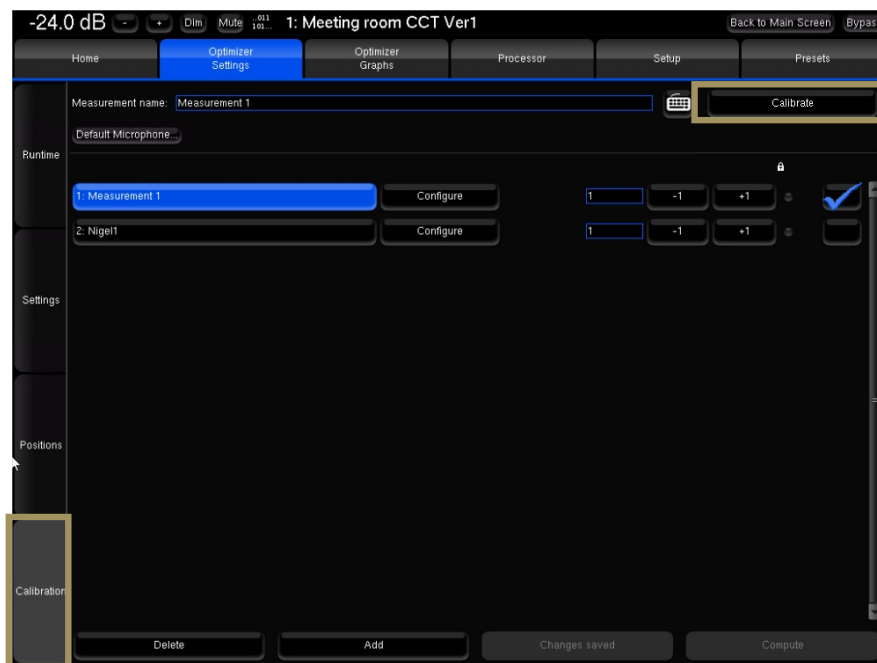 -24.0 dB - + Dim Mute ..011 101... 1: Meeting room CCT Ver1 Back to Main Screen
Home Optimizer Settings Optimizer Graphs Processor Setup Presets
Measurement name: Measurement 1 Calibrate
Default Microphone...
Runtime
1: Measurement 1 Configure 1 -1 +1
2: Nigel1 Configure 1 -1 +1
Settings
Positions
Calibration
Delete Add Changes saved Compute